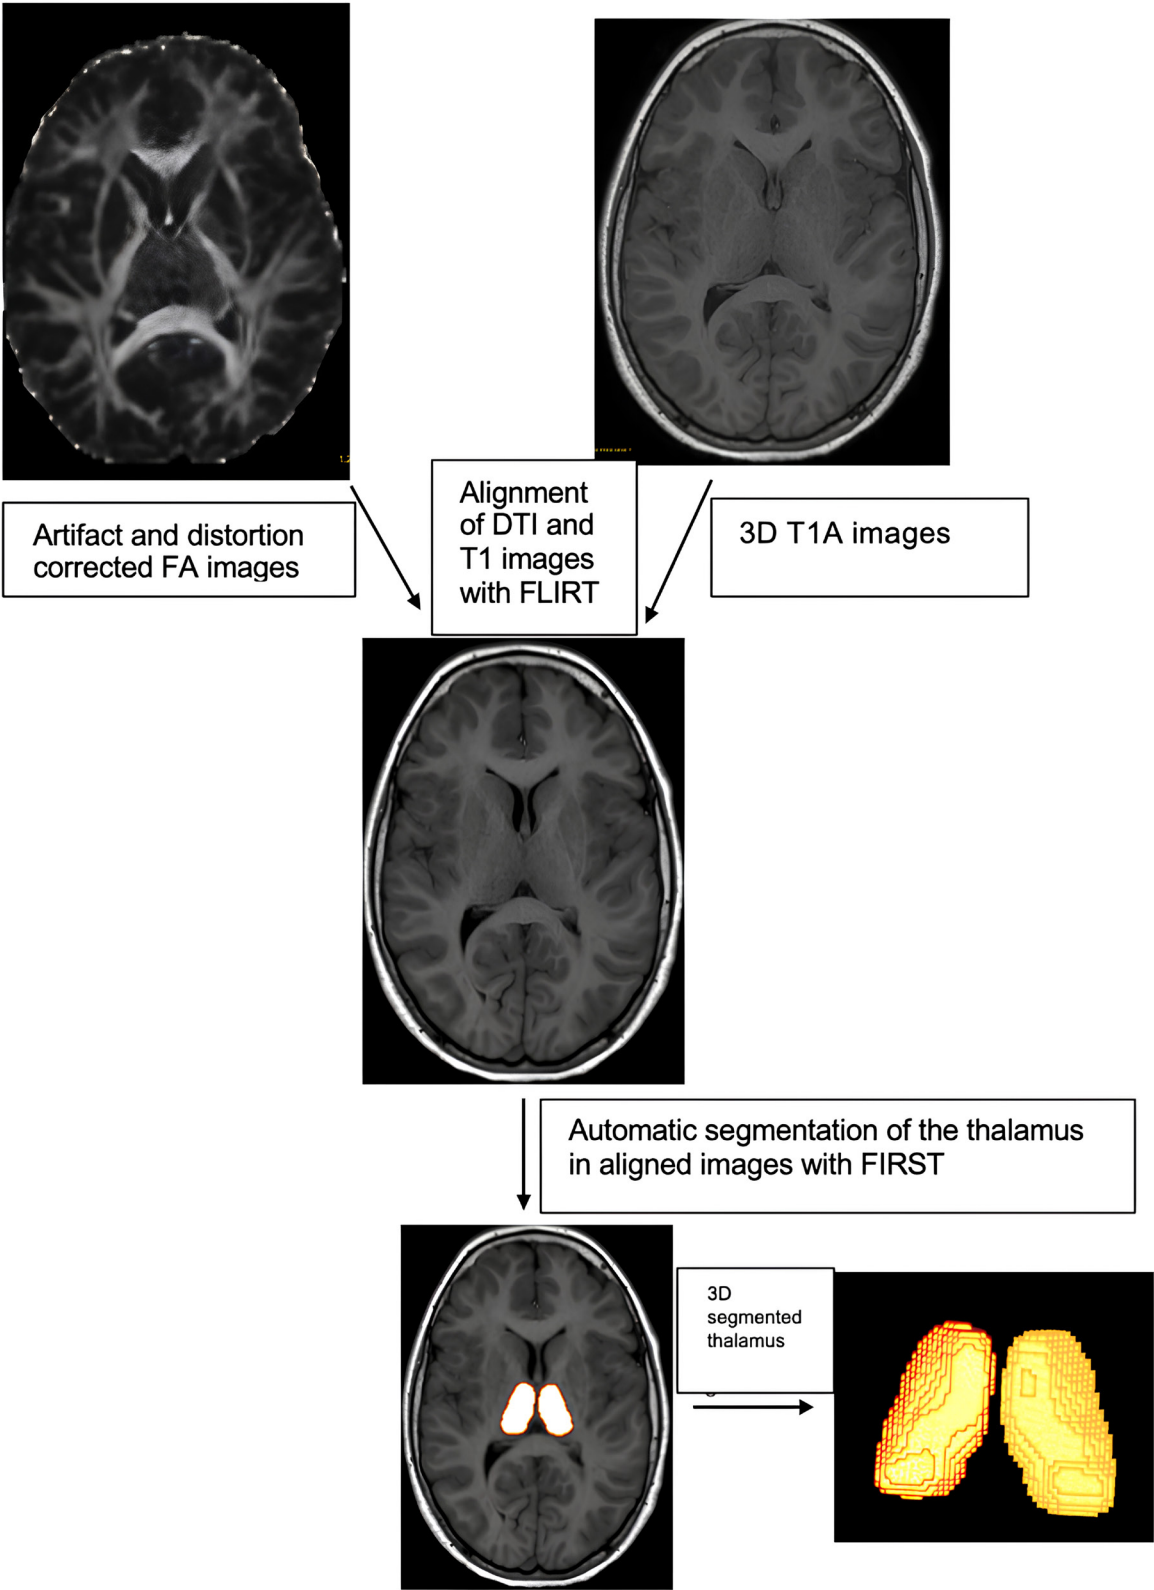 Artifact and distortion
corrected FA images
Alignment
of DTI and
T1 images
with FLIRT
3D T1A images
Automatic segmentation of the thalamus
in aligned images with FIRST
3D
segmented
thalamus